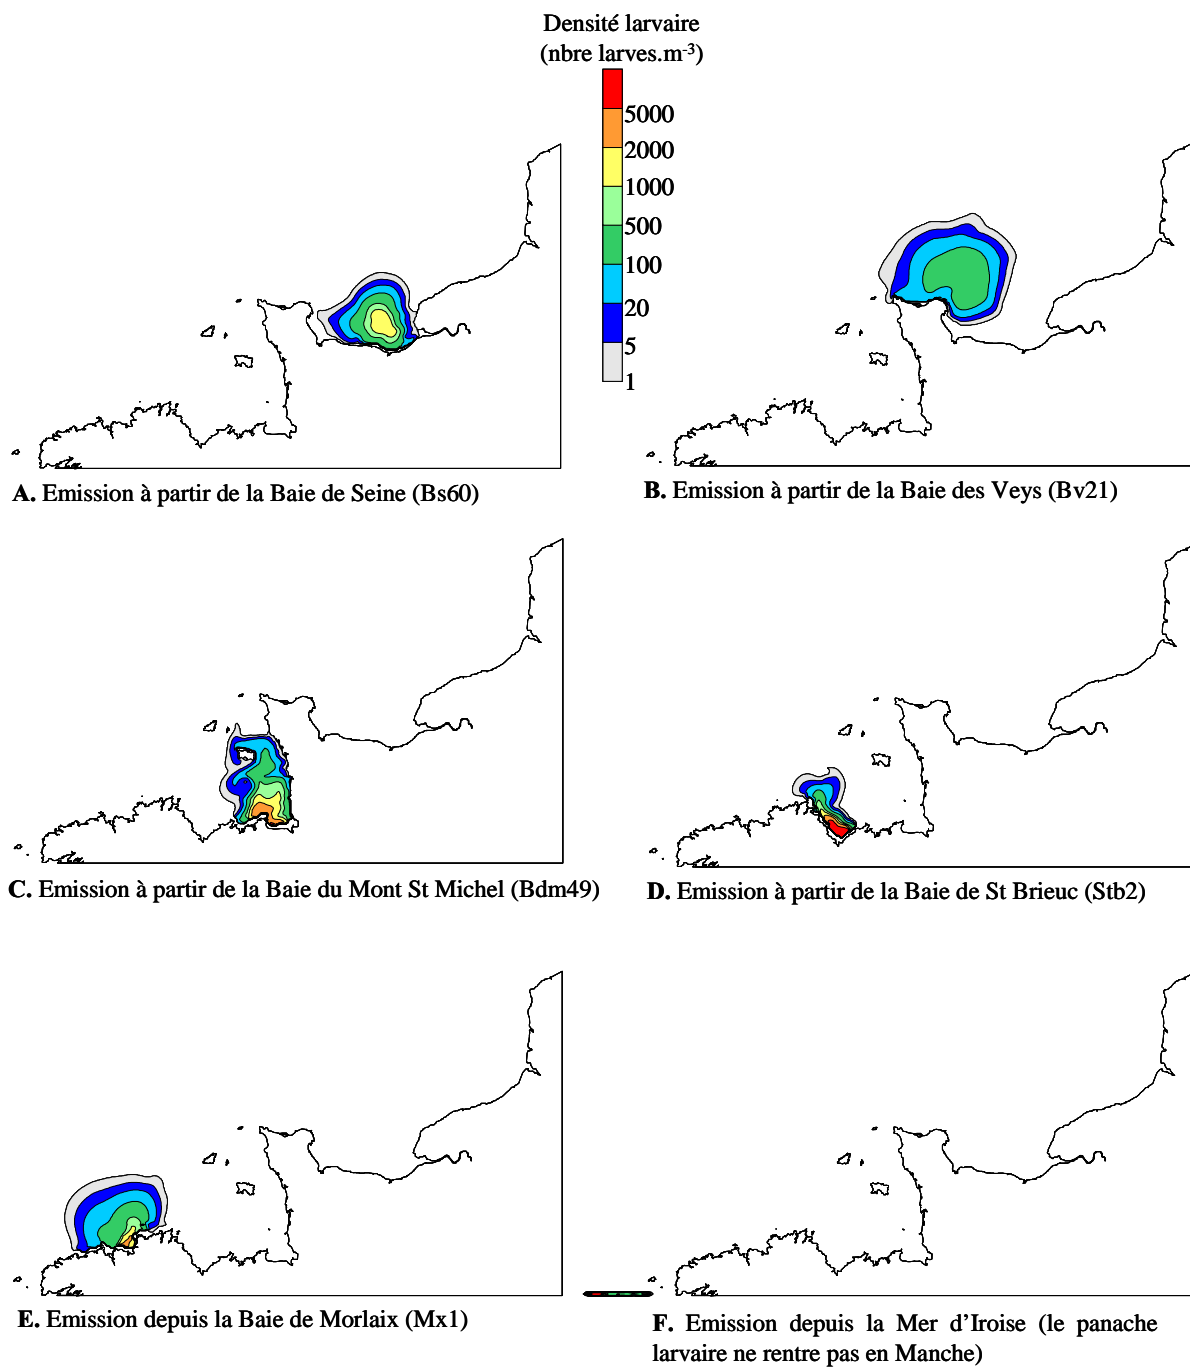 Densité larvaire
(nbre larves.m-3)
5000
2000
1000
500
100
20
5
1
A. Emission à partir de la Baie de Seine (Bs60)
B. Emission à partir de la Baie des Veys (Bv21)
C. Emission à partir de la Baie du Mont St Michel (Bdm49)
D. Emission à partir de la Baie de St Brieuc (Stb2)
E. Emission depuis la Baie de Morlaix (Mx1)
F. Emission depuis la Mer d'Iroise (le panache
larvaire ne rentre pas en Manche)